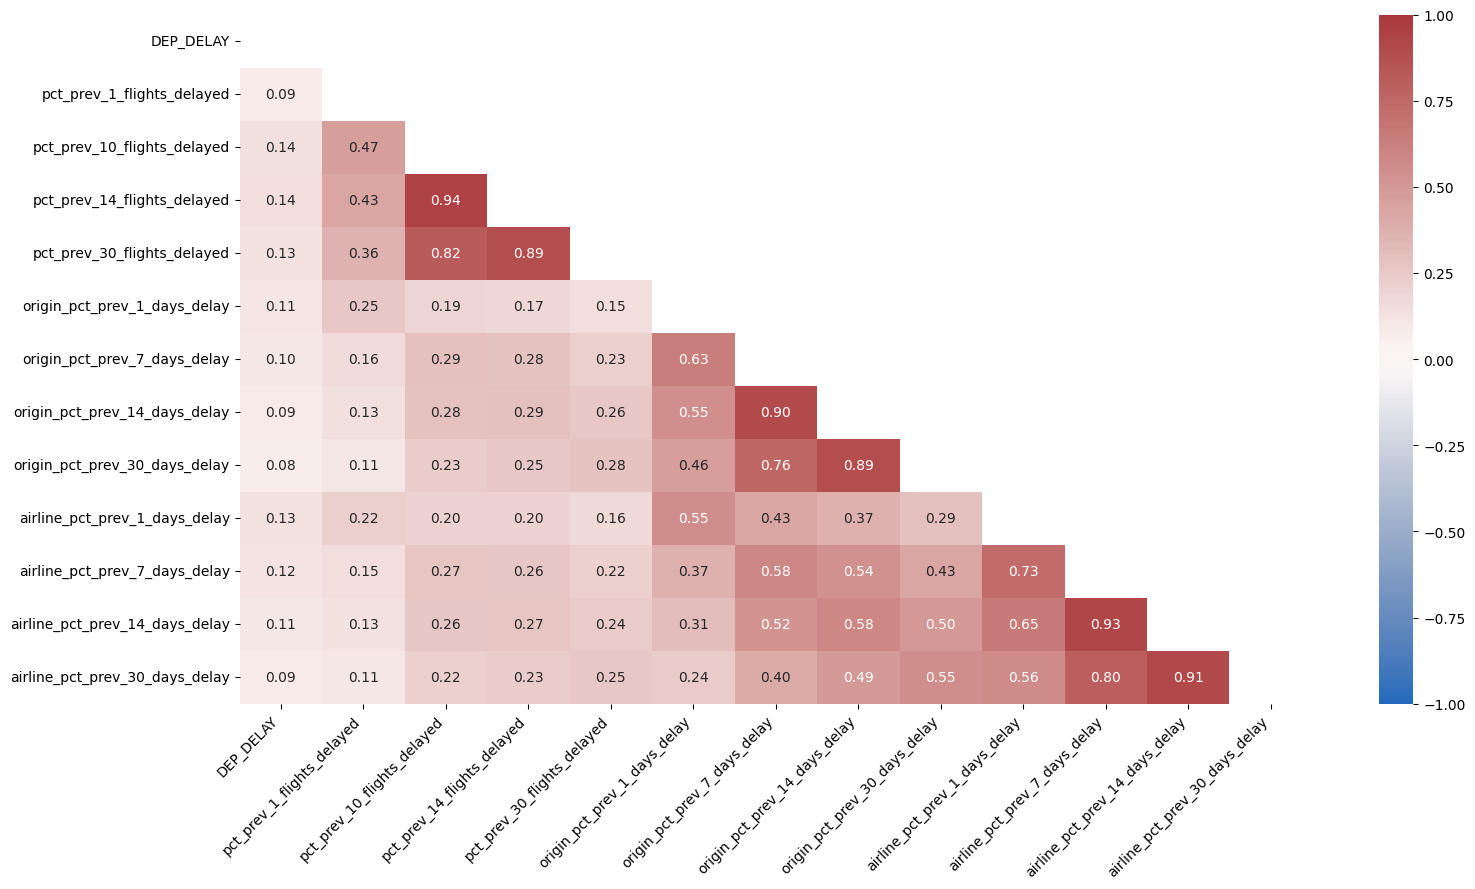 DEP_DELAY
pct_prev_1_flights_delayed 0.09
pct_prev_10_flights_delayed 0.14 0.47
pct_prev_14_flights_delayed 0.14 0.43 0.94
pct_prev_30_flights_delayed 0.13 0.36 0.82 0.89
origin_pct_prev_1_days_delay 0.11 0.25 0.19 0.17 0.15
origin_pct_prev_7_days_delay 0.10 0.16 0.29 0.28 0.23 0.63
origin_pct_prev_14_days_delay 0.09 0.13 0.28 0.29 0.26 0.55 0.90
origin_pct_prev_30_days_delay 0.08 0.11 0.23 0.25 0.28 0.46 0.76 0.89
airline_pct_prev_1_days_delay 0.13 0.22 0.20 0.20 0.16 0.55 0.43 0.37 0.29
airline_pct_prev_7_days_delay 0.12 0.15 0.27 0.26 0.22 0.37 0.58 0.54 0.43 0.73
airline_pct_prev_14_days_delay 0.11 0.13 0.26 0.27 0.24 0.31 0.52 0.58 0.50 0.65 0.93
airline_pct_prev_30_days_delay 0.09 0.11 0.22 0.23 0.25 0.24 0.40 0.49 0.55 0.56 0.80 0.91
DEP_DELAY
pct_prev_1_flights_delayed
pct_prev_10_flights_delayed
pct_prev_14_flights_delayed
pct_prev_30_flights_delayed
origin_pct_prev_1_days_delay
origin_pct_prev_7_days_delay
origin_pct_prev_14_days_delay
origin_pct_prev_30_days_delay
airline_pct_prev_1_days_delay
airline_pct_prev_7_days_delay
airline_pct_prev_14_days_delay
airline_pct_prev_30_days_delay
1.00
0.75
0.50
0.25
0.00
−0.25
−0.50
−0.75
−1.00